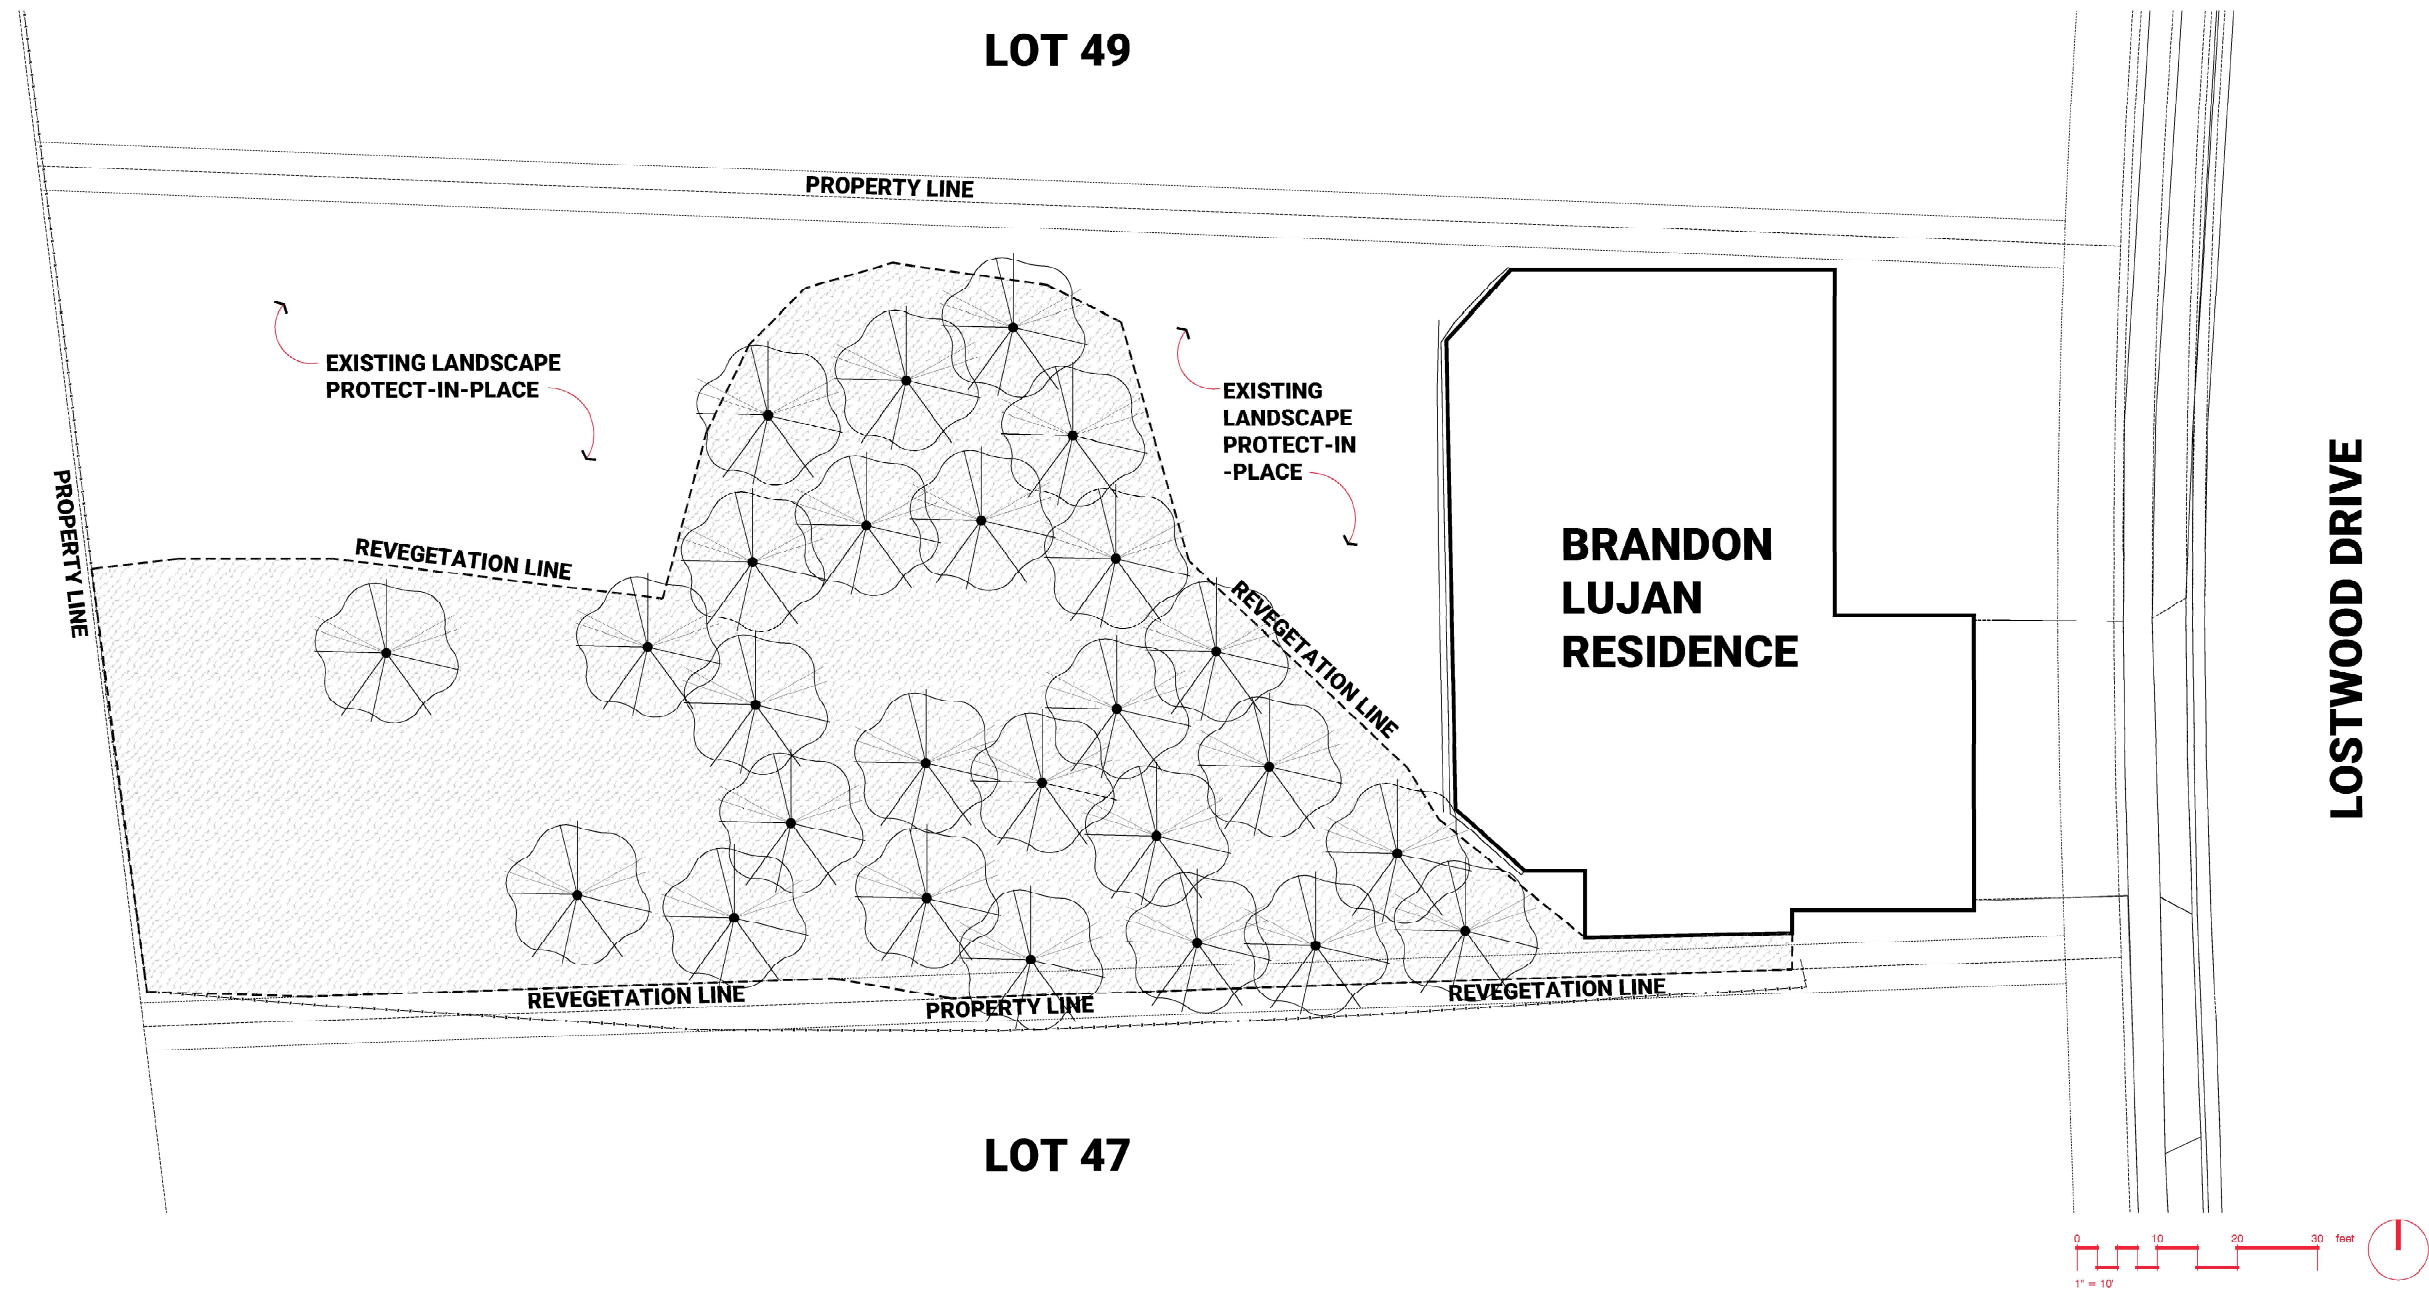 LOT 49
PROPERTY LINE
EXISTING LANDSCAPE
PROTECT-IN-PLACE
EXISTING
LANDSCAPE
PROTECT-IN
-PLACE
PROPERTY LINE
REVEGETATION LINE
REVEGETATION LINE
BRANDON
LUJAN
RESIDENCE
LOSTWOOD DRIVE
REVEGETATION LINE
PROPERTY LINE
REVEGETATION LINE
LOT 47
0 10 20 30 feet
1" = 10'